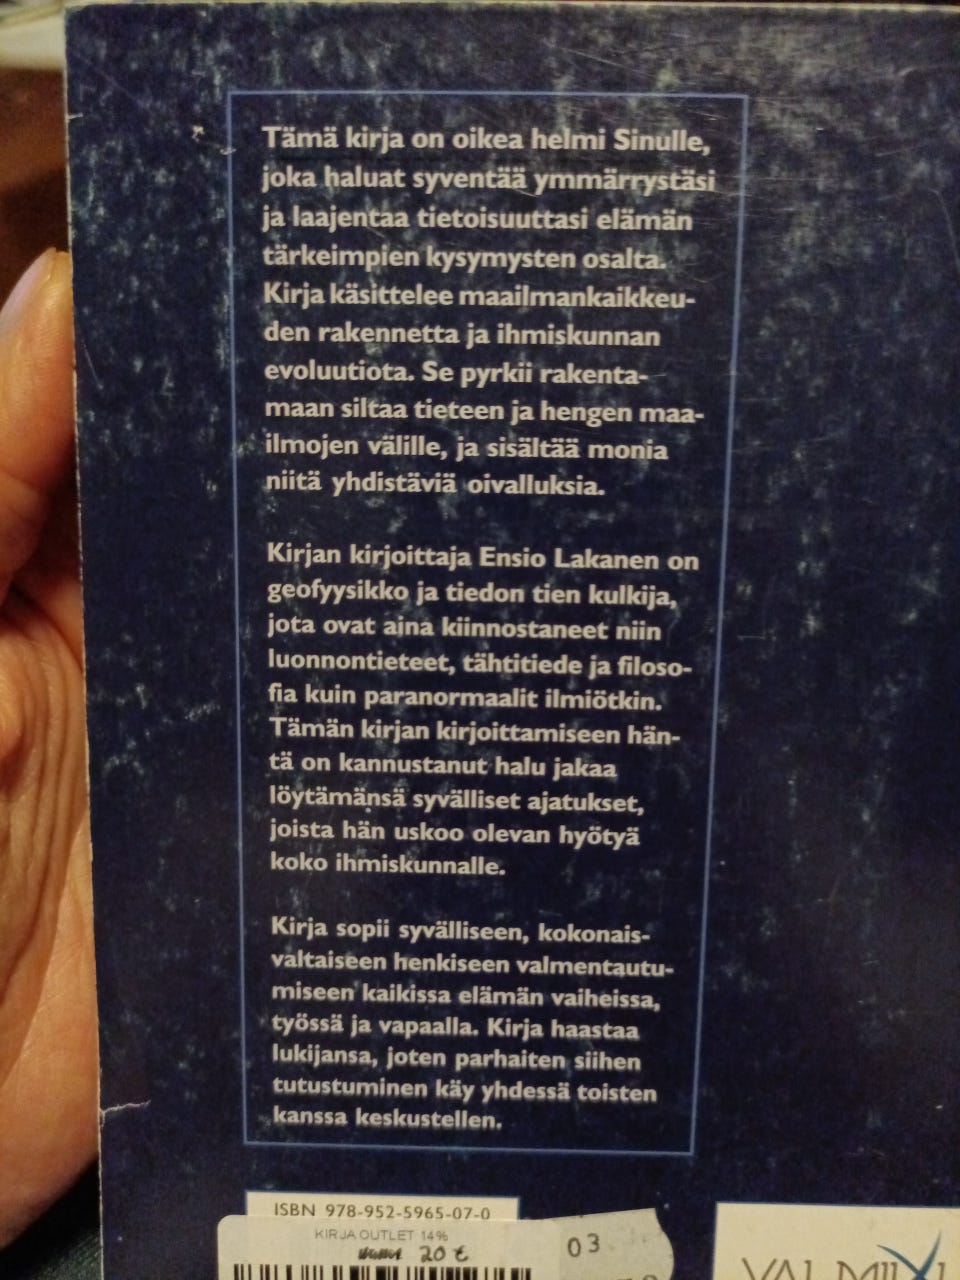 Tämä kirja on oikea helmi Sinulle,
joka haluat syventää ymmärrystäsi
ja laajentaa tietoisuuttasi elämän
tärkeimpien kysymysten osalta.
Kirja käsittelee maailmankaikkeu-
den rakennetta ja ihmiskunnan
evoluutiota. Se pyrkii rakenta-
maan siltaa tieteen ja hengen maa-
ilmojen välille, ja sisältää monia
niitä yhdistäviä oivalluksia.
Kirjan kirjoittaja Ensio Lakanen on
geofyysikko ja tiedon tien kulkija,
jota ovat aina kiinnostaneet niin
luonnontieteet, tähtitiede ja filoso-
fia kuin paranormaalit ilmiötkin.
Tämän kirjan kirjoittamiseen hän-
tä on kannustanut halu jakaa
löytämänsä syvälliset ajatukset,
joista hän uskoo olevan hyötyä
koko ihmiskunnalle.
Kirja sopii syvälliseen, kokonais-
valtaiseen henkiseen valmentautu-
miseen kaikissa elämän vaiheissa,
työssä ja vapaalla. Kirja haastaa
lukijansa, joten parhaiten siihen
tutustuminen käy yhdessä toisten
kanssa keskustellen.
ISBN 978-952-5965-07-0
KIRJA OUTLET 14%
20 €
03